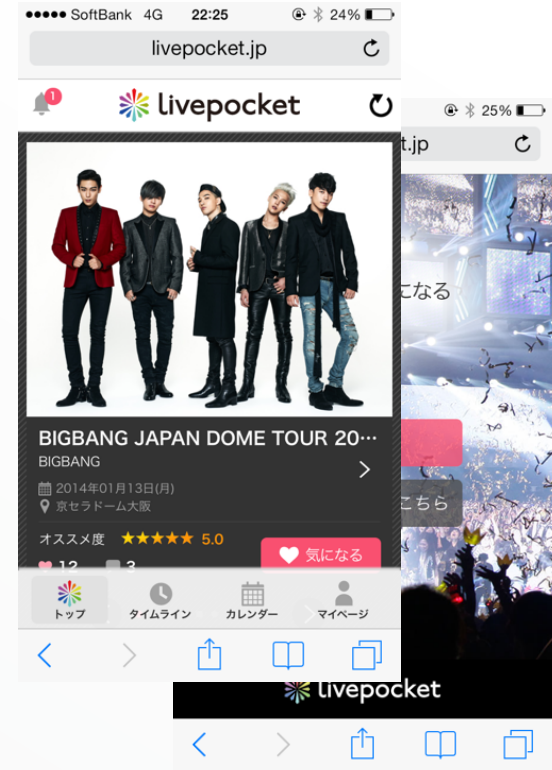 ●●●●● SoftBank 4G 22:25 24%
livepocket.jp
1
livepocket
BIGBANG JAPAN DOME TOUR 20…
BIGBANG
2014年01月13日(月)
京セラドーム大阪
オススメ度 ★★★★★ 5.0
気になる
12 3
トップ タイムライン カレンダー マイページ
25%
t.jp
になる
こちら
livepocket